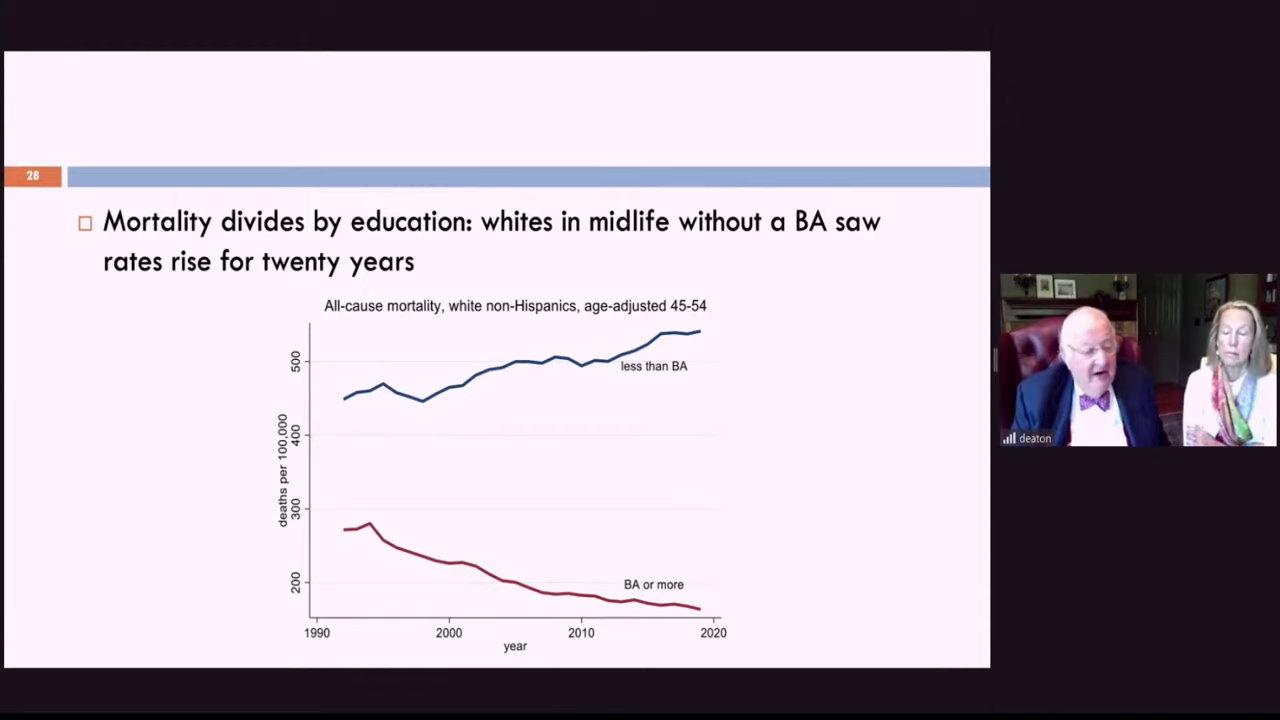 28
Mortality divides by education: whites in midlife without a BA saw
rates rise for twenty years
All-cause mortality, white non-Hispanics, age-adjusted 45-54
500
less than BA
400
deaths per 100,000
300
200
BA or more
1990
2000
2010
2020
year
deaton